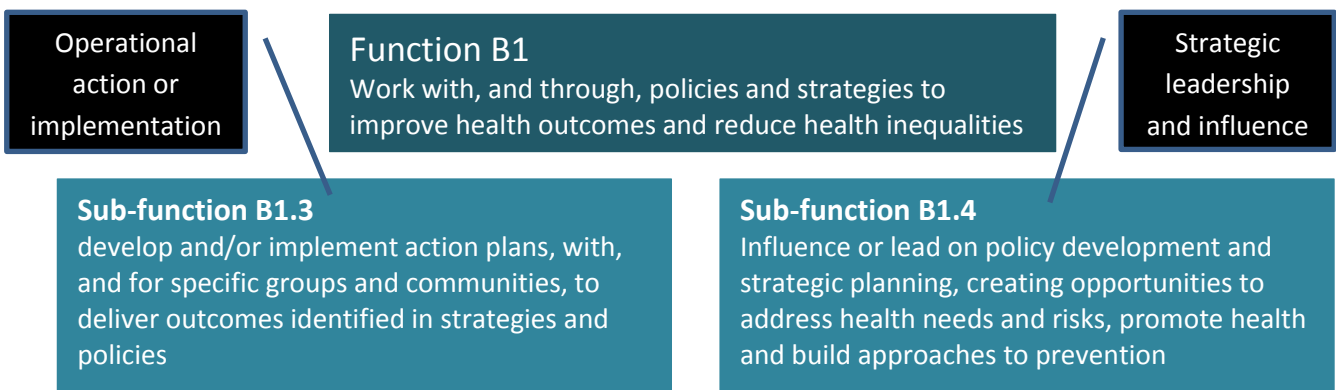 Operational
action or
implementation
Function B1
Work with, and through, policies and strategies to
improve health outcomes and reduce health inequalities
Strategic
leadership
and influence
Sub-function B1.3
develop and/or implement action plans, with,
and for specific groups and communities, to
deliver outcomes identified in strategies and
policies
Sub-function B1.4
Influence or lead on policy development and
strategic planning, creating opportunities to
address health needs and risks, promote health
and build approaches to prevention